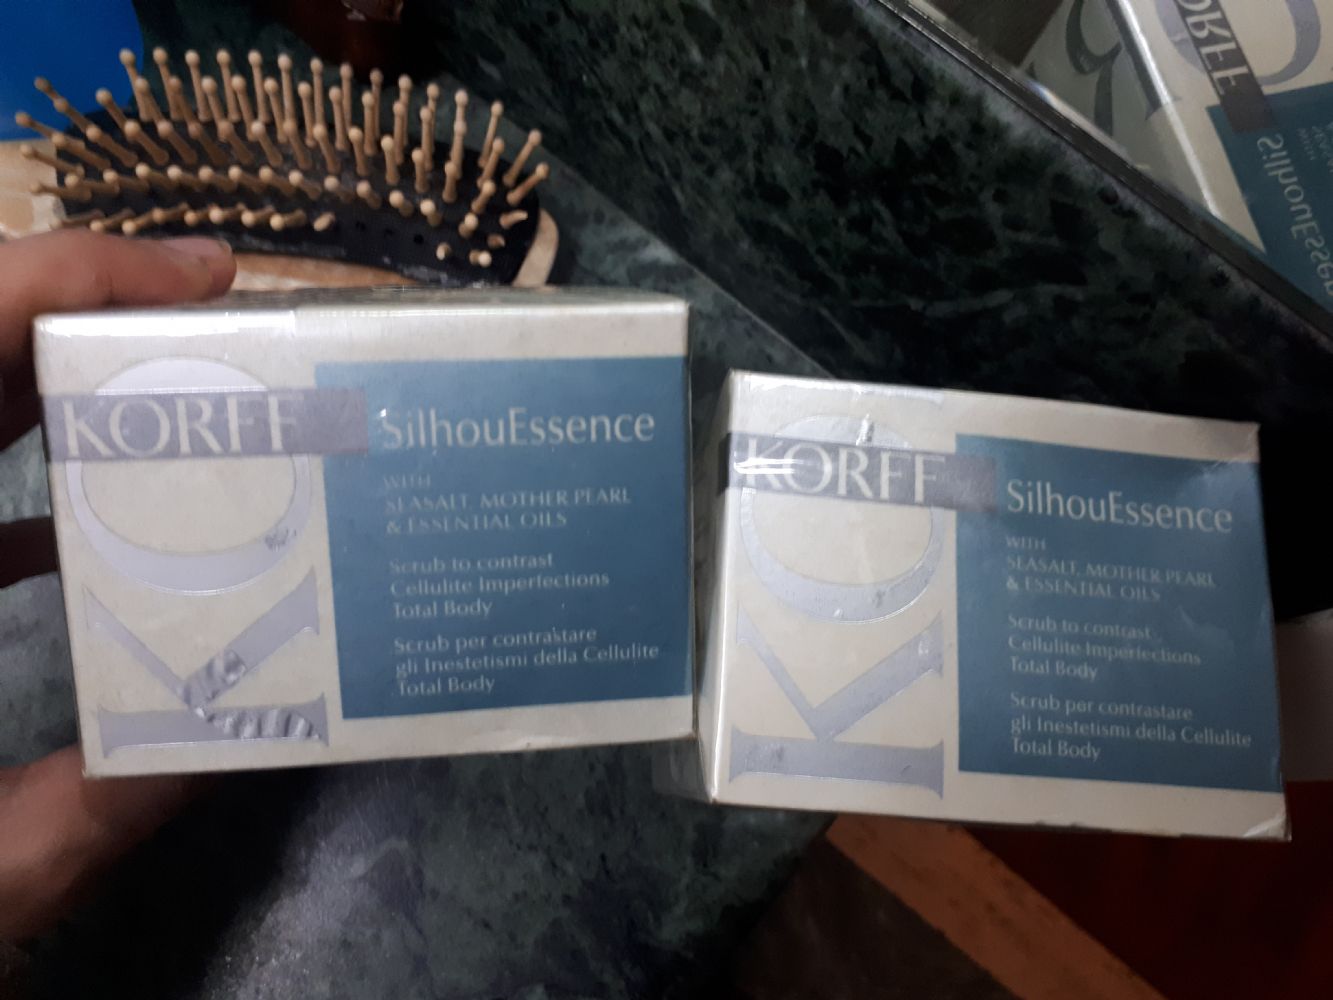 KORFF
KO
SilhouEssence
WITH
SEASALT, MOTHER PEARL
& ESSENTIAL OILS
Scrub to contrast
Cellulite Imperfections
Total Body
Scrub per contrastare
gli Inestetismi della Cellulite
Total Body
KORFF
KO
SilhouEssence
WITH
SEASALT, MOTHER PEARL
& ESSENTIAL OILS
Scrub to contrast
Cellulite Imperfections
Total Body
Scrub per contrastare
gli Inestetismi della Cellulite
Total Body